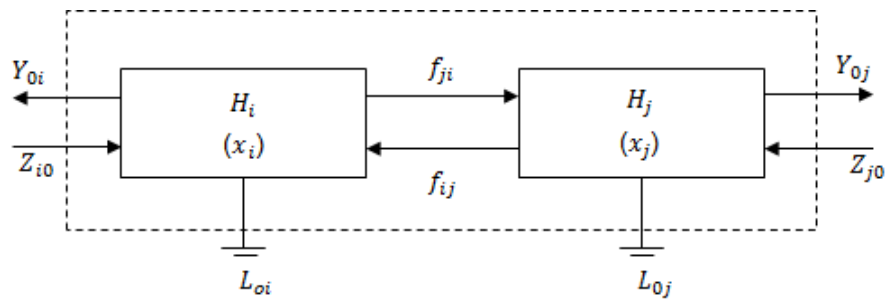 Y₀ᵢ
fⱼᵢ
Y₀ⱼ
Hᵢ
(xᵢ)
Hⱼ
(xⱼ)
Zᵢ₀
fᵢⱼ
Zⱼ₀
Lₒᵢ
L₀ⱼ